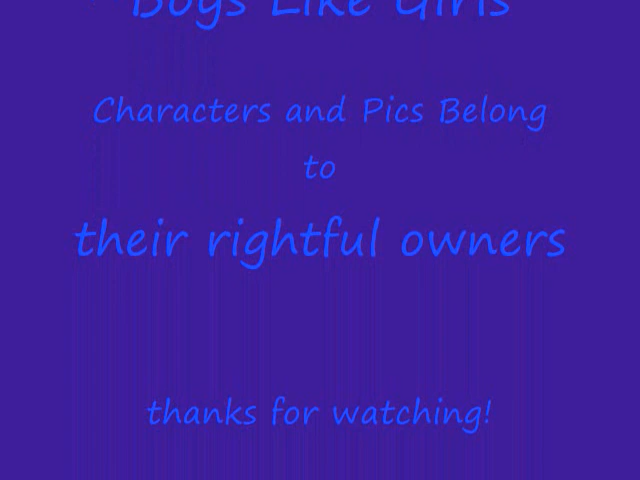 Boys Like Girls
Characters and Pics Belong
to
their rightful owners
thanks for watching!